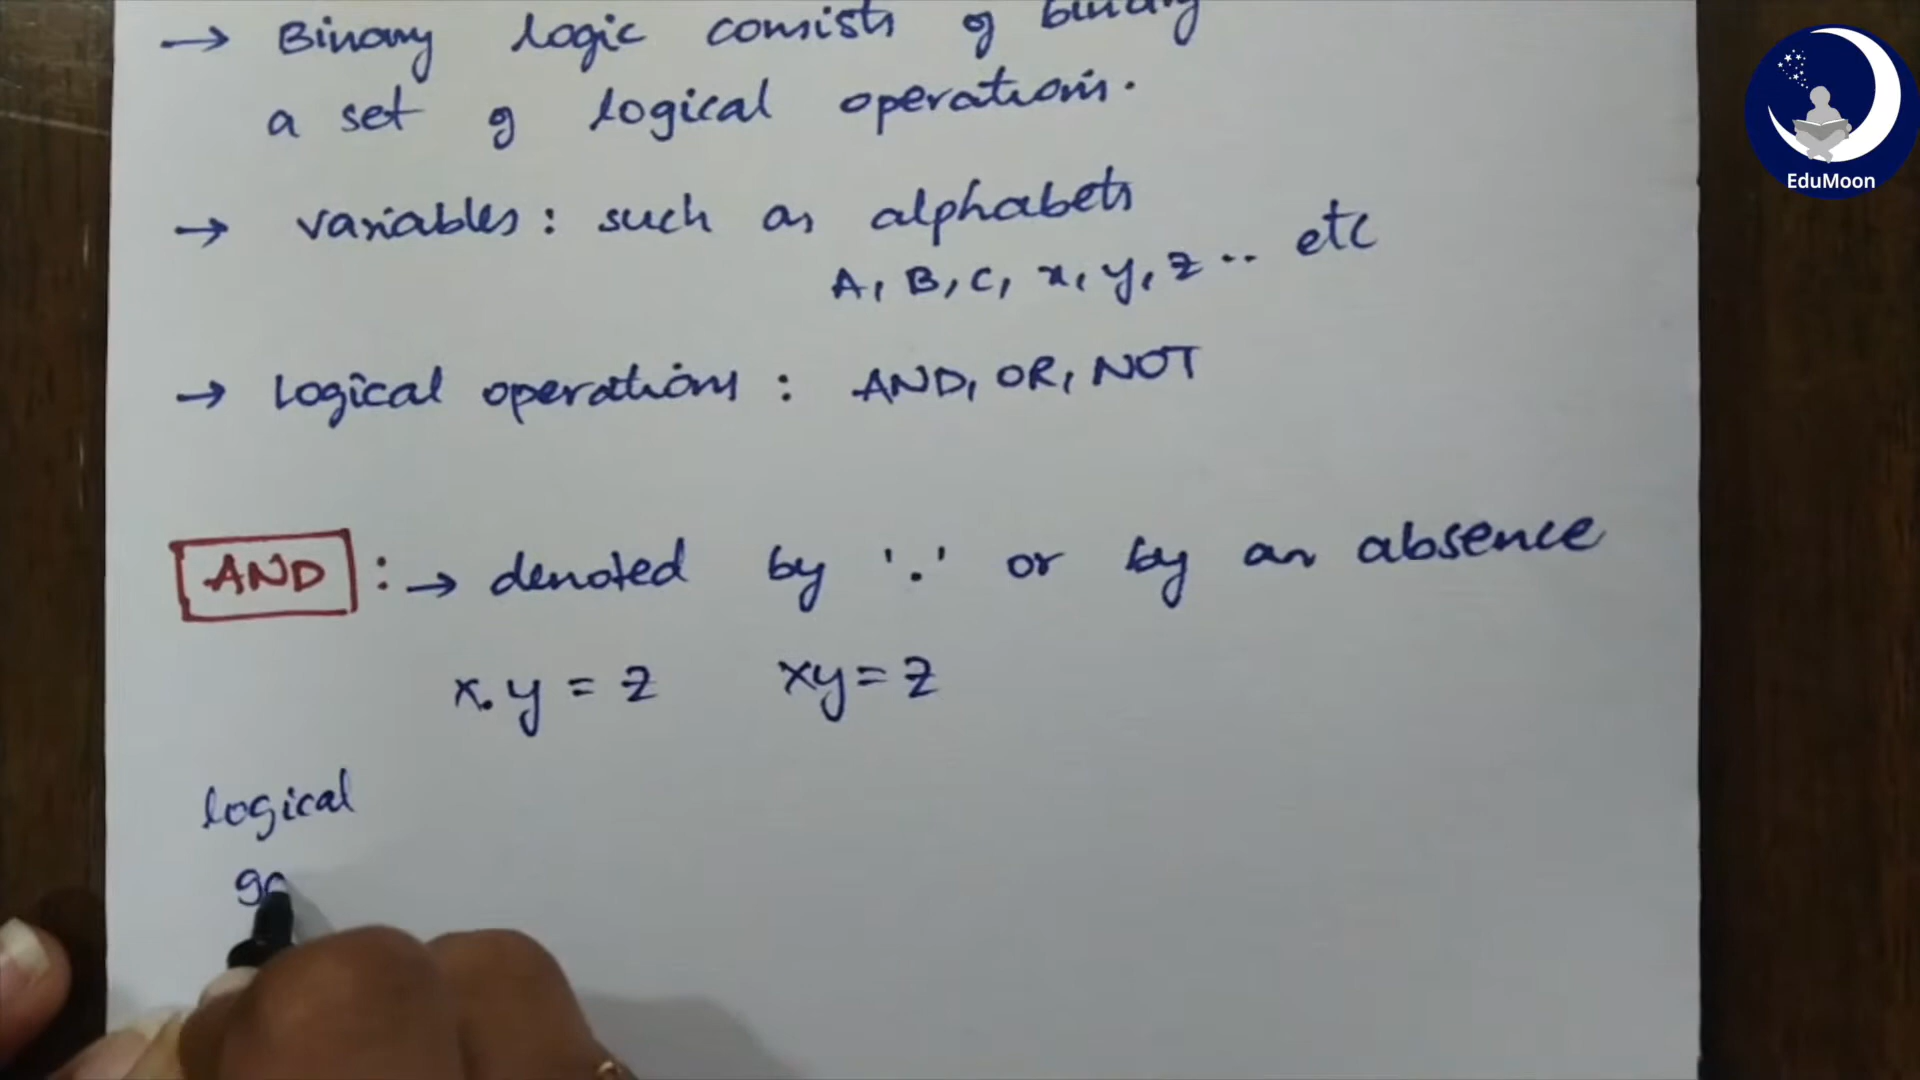 → Binary logic consists of binary
a set of logical operations.
→ variables : such as alphabets
A, B, C, x, y, z .. etc
→ Logical operations : AND, OR, NOT
AND : → denoted by '.' or by an absence
x.y = z xy = z
logical
EduMoon